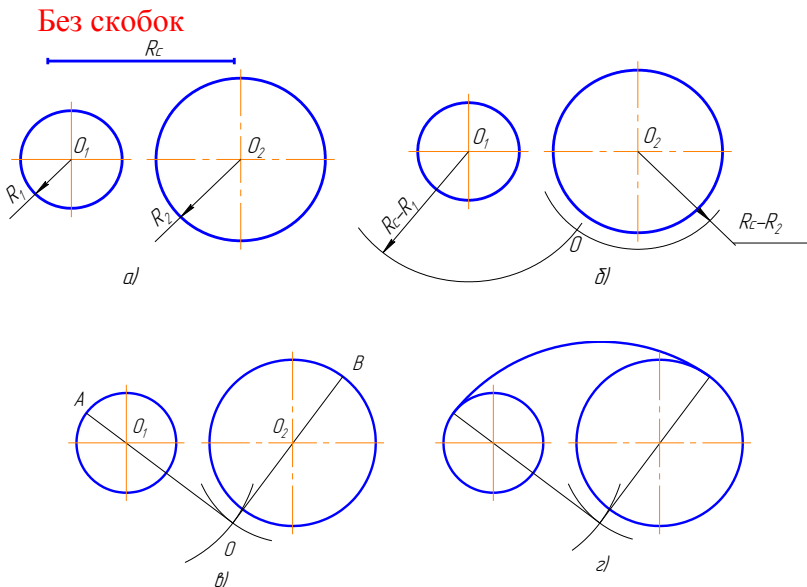 Без скобок
Rc
O₁
O₂
R₁
R₂
а)
O₁
O₂
Rc–R₁
O
Rc–R₂
б)
A
O₁
O₂
B
O
в)
г)